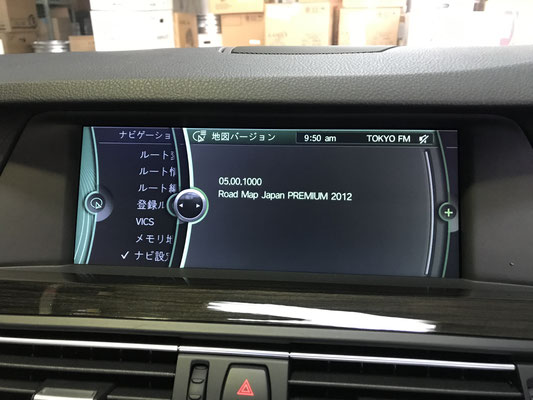 ナビゲーショ
地図バージョン
9:50 am
TOKYO FM
ルート
ルート
ルート
登録ル
VICS
メモリ地
✓ ナビ設定
05.00.1000
Road Map Japan PREMIUM 2012